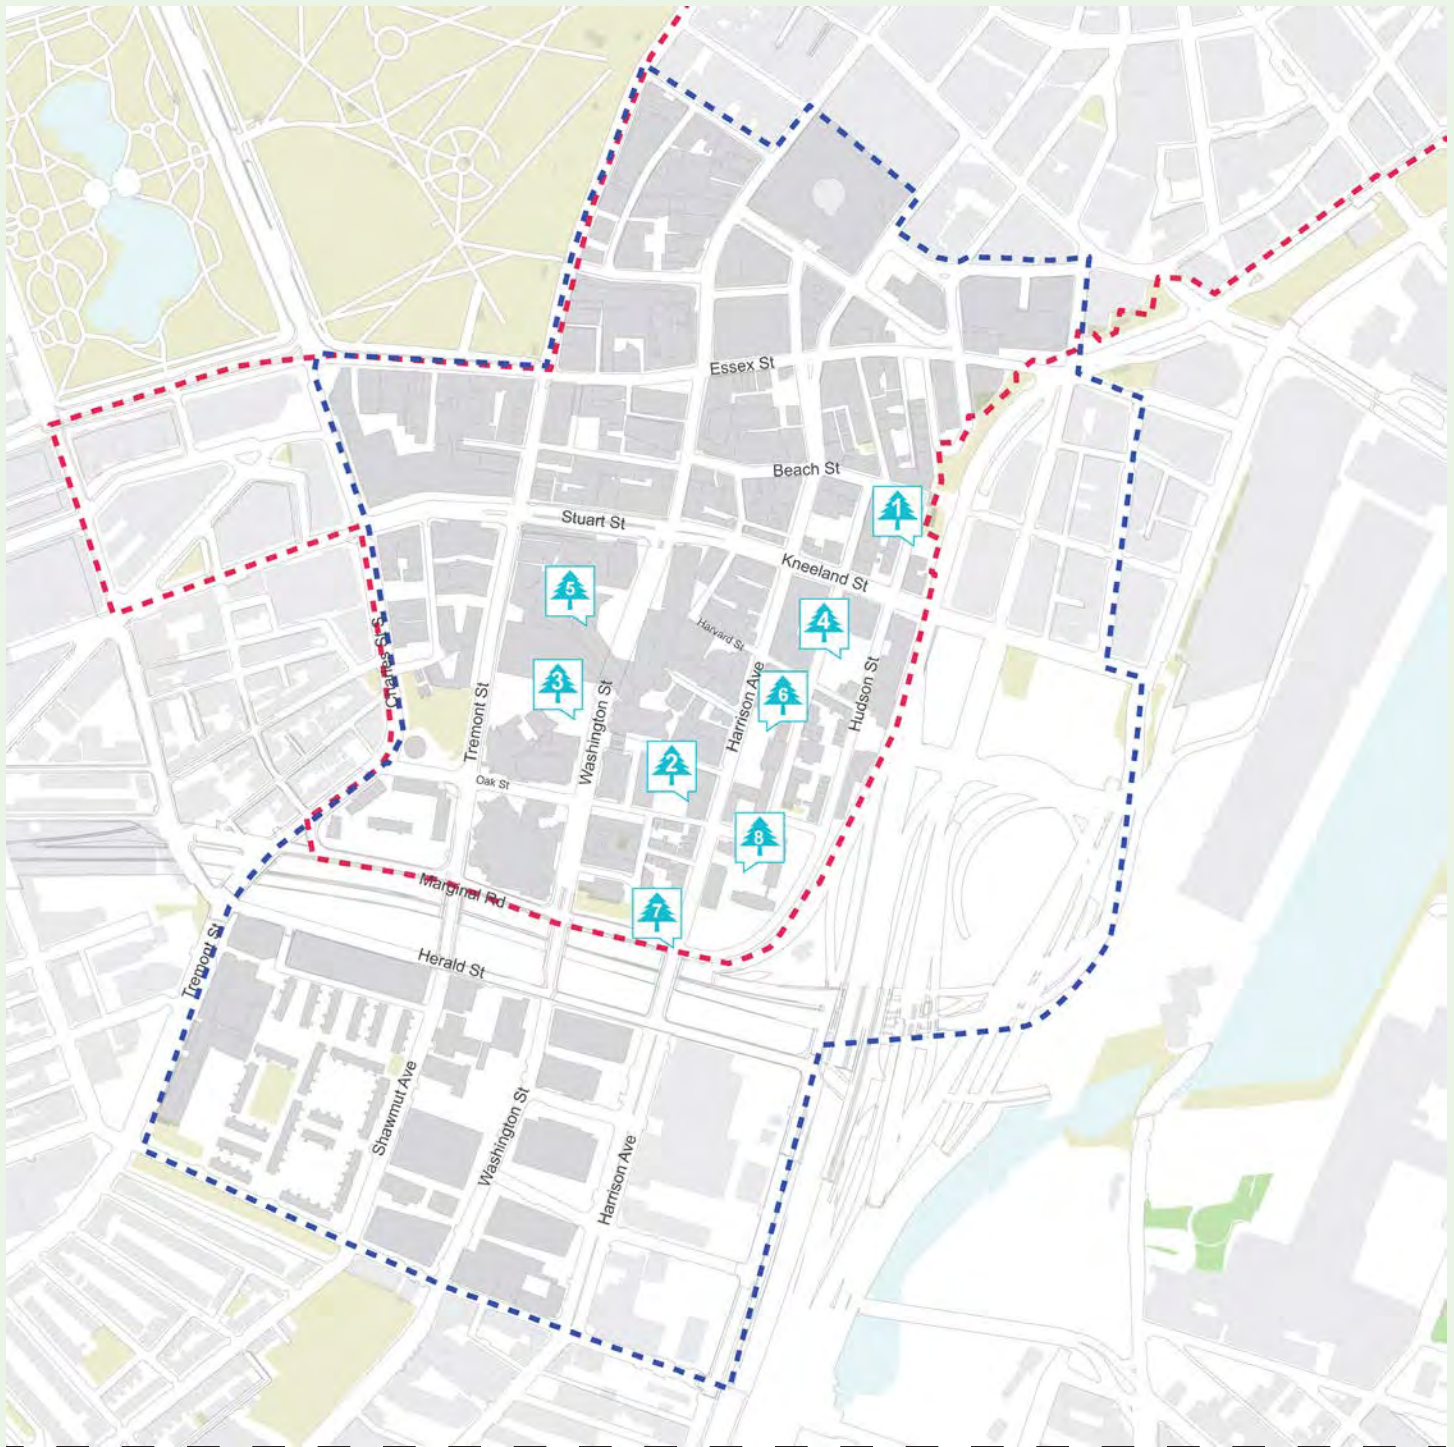 Essex St
Beach St
1
Stuart St
Kneeland St
5
4
Harvard St
Charles St S
3
6
Hudson St
Harrison Ave
Tremont St
Washington St
2
Oak St
8
Marginal Rd
7
Tremont St
Herald St
Shawmut Ave
Washington St
Harrison Ave